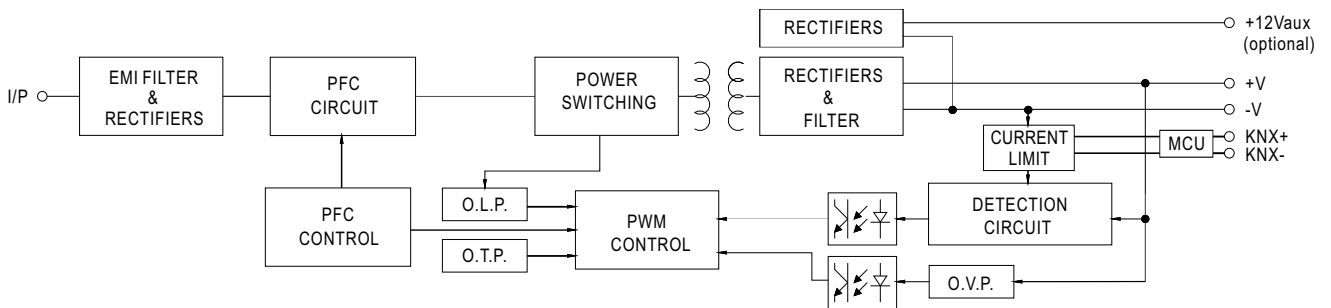 RECTIFIERS
+12Vaux
(optional)
I/P
EMI FILTER
&
RECTIFIERS
PFC
CIRCUIT
POWER
SWITCHING
RECTIFIERS
&
FILTER
+V
-V
CURRENT
LIMIT
MCU
KNX+
KNX-
PFC
CONTROL
O.L.P.
O.T.P.
PWM
CONTROL
DETECTION
CIRCUIT
O.V.P.